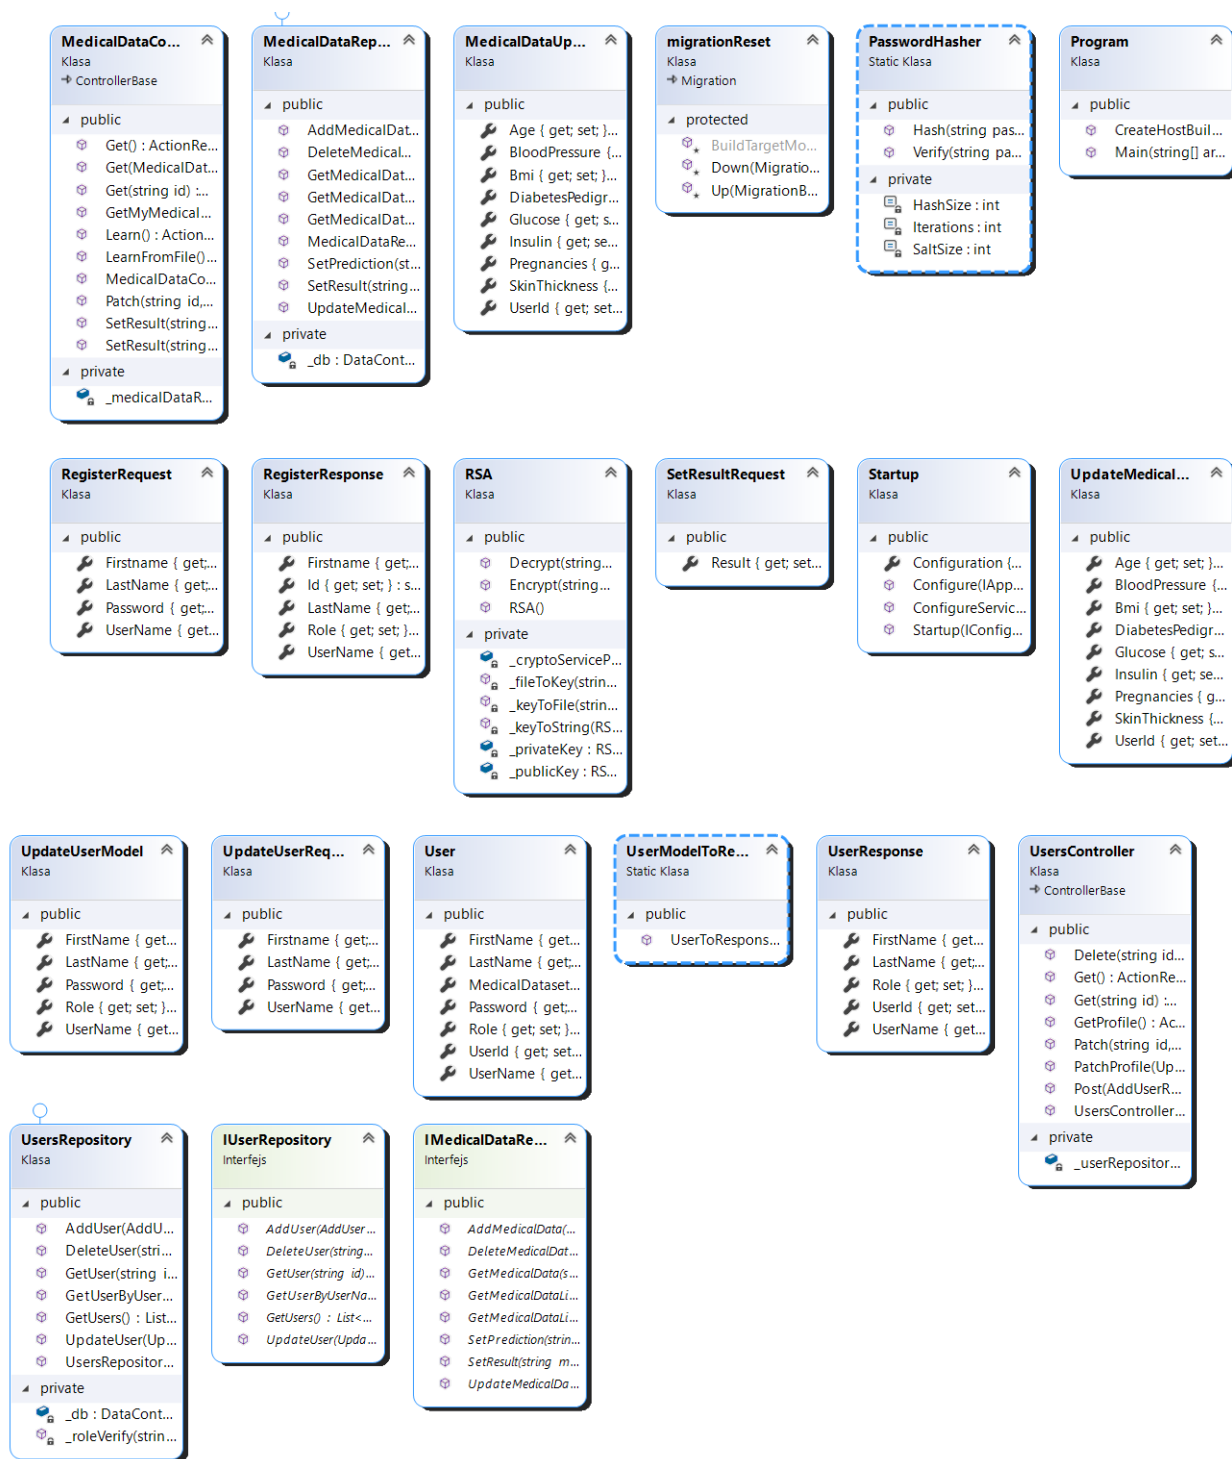 MedicalDataCo...
Klasa
ControllerBase
public
Get() : ActionRe...
Get(MedicalDat...
Get(string id) :...
GetMyMedical...
Learn() : Action...
LearnFromFile()...
MedicalDataCo...
Patch(string id,...
SetResult(string...
SetResult(string...
private
_medicalDataR...
MedicalDataRep...
Klasa
public
AddMedicalDat...
DeleteMedical...
GetMedicalDat...
GetMedicalDat...
GetMedicalDat...
MedicalDataRe...
SetPrediction(st...
SetResult(string...
UpdateMedical...
private
_db : DataCont...
MedicalDataUp...
Klasa
public
Age { get; set; }...
BloodPressure {...
Bmi { get; set; }...
DiabetesPedigr...
Glucose { get; s...
Insulin { get; se...
Pregnancies { g...
SkinThickness {...
UserId { get; set...
migrationReset
Klasa
Migration
protected
BuildTargetMo...
Down(Migratio...
Up(MigrationB...
PasswordHasher
Static Klasa
public
Hash(string pas...
Verify(string pa...
private
HashSize : int
Iterations : int
SaltSize : int
Program
Klasa
public
CreateHostBuil...
Main(string[] ar...
RegisterRequest
Klasa
public
Firstname { get;...
LastName { get;...
Password { get;...
UserName { get...
RegisterResponse
Klasa
public
Firstname { get;...
Id { get; set; } : s...
LastName { get;...
Role { get; set; }...
UserName { get...
RSA
Klasa
public
Decrypt(string...
Encrypt(string...
RSA()
private
_cryptoServiceP...
_fileToKey(strin...
_keyToFile(strin...
_keyToString(RS...
_privateKey : RS...
_publicKey : RS...
SetResultRequest
Klasa
public
Result { get; set...
Startup
Klasa
public
Configuration {...
Configure(IApp...
ConfigureServic...
Startup(IConfig...
UpdateMedical...
Klasa
public
Age { get; set; }...
BloodPressure {...
Bmi { get; set; }...
DiabetesPedigr...
Glucose { get; s...
Insulin { get; se...
Pregnancies { g...
SkinThickness {...
UserId { get; set...
UpdateUserModel
Klasa
public
FirstName { get...
LastName { get;...
Password { get;...
Role { get; set; }...
UserName { get...
UpdateUserReq...
Klasa
public
Firstname { get;...
LastName { get;...
Password { get;...
UserName { get...
User
Klasa
public
FirstName { get...
LastName { get;...
MedicalDataset...
Password { get;...
Role { get; set; }...
UserId { get; set...
UserName { get...
UserModelToRe...
Static Klasa
public
UserToRespons...
UserResponse
Klasa
public
FirstName { get...
LastName { get;...
Role { get; set; }...
UserId { get; set...
UserName { get...
UsersController
Klasa
ControllerBase
public
Delete(string id...
Get() : ActionRe...
Get(string id) :...
GetProfile() : Ac...
Patch(string id,...
PatchProfile(Up...
Post(AddUserR...
UsersController...
private
_userRepositor...
UsersRepository
Klasa
public
AddUser(AddU...
DeleteUser(stri...
GetUser(string i...
GetUserByUser...
GetUsers() : List...
UpdateUser(Up...
UsersRepositor...
private
_db : DataCont...
_roleVerify(strin...
IUserRepository
Interfejs
public
AddUser(AddUser...
DeleteUser(string...
GetUser(string id)...
GetUserByUserNa...
GetUsers() : List<...
UpdateUser(Upda...
IMedicalDataRe...
Interfejs
public
AddMedicalData(...
DeleteMedicalDat...
GetMedicalData(s...
GetMedicalDataLi...
GetMedicalDataLi...
SetPrediction(strin...
SetResult(string m...
UpdateMedicalDa...